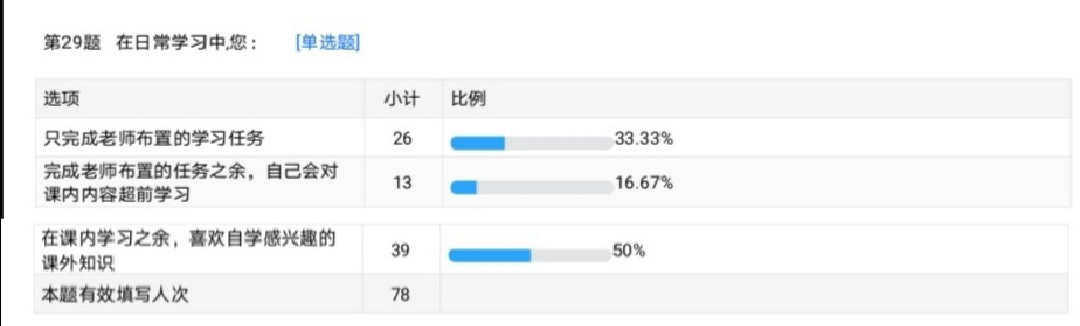 第29题 在日常学习中,您： [单选题]
选项 小计 比例
只完成老师布置的学习任务 26 33.33%
完成老师布置的任务之余，自己会对
课内内容超前学习 13 16.67%
在课内学习之余，喜欢自学感兴趣的
课外知识 39 50%
本题有效填写人次 78